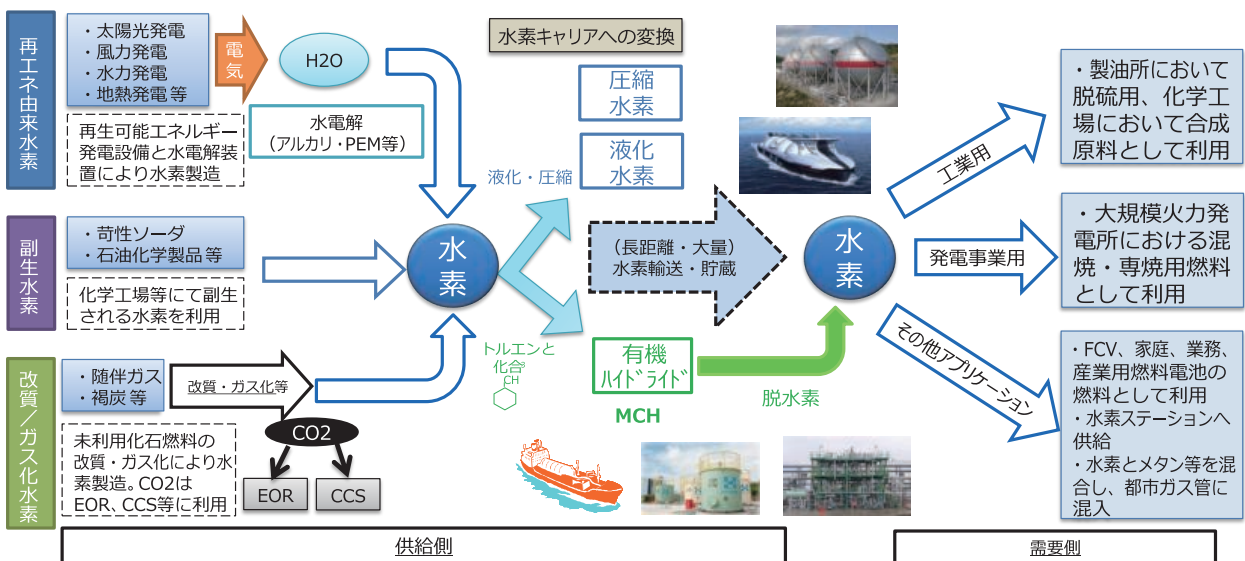 再エネ由来水素
・太陽光発電
・風力発電
・水力発電
・地熱発電等
電気
H2O
再生可能エネルギー
発電設備と水電解装
置により水素製造
水電解
(アルカリ・PEM等)
副生水素
・苛性ソーダ
・石油化学製品等
化学工場等にて副生
される水素を利用
改質/ガス化水素
・随伴ガス
・褐炭等
改質・ガス化等
未利用化石燃料の
改質・ガス化により水
素製造。CO2は
EOR、CCS等に利用
CO2
EOR
CCS
水素
水素キャリアへの変換
圧縮
水素
液化
水素
液化・圧縮
(長距離・大量)
水素輸送・貯蔵
トルエンと
化合
CH
3
有機
ハイドライド
MCH
脱水素
水素
工業用
・製油所において
脱硫用、化学工
場において合成
原料として利用
発電事業用
・大規模火力発
電所における混
焼・専焼用燃料
として利用
その他アプリケーション
・FCV、家庭、業務、
産業用燃料電池の
燃料として利用
・水素ステーションへ
供給
・水素とメタン等を混
合し、都市ガス管に
混入
供給側
需要側